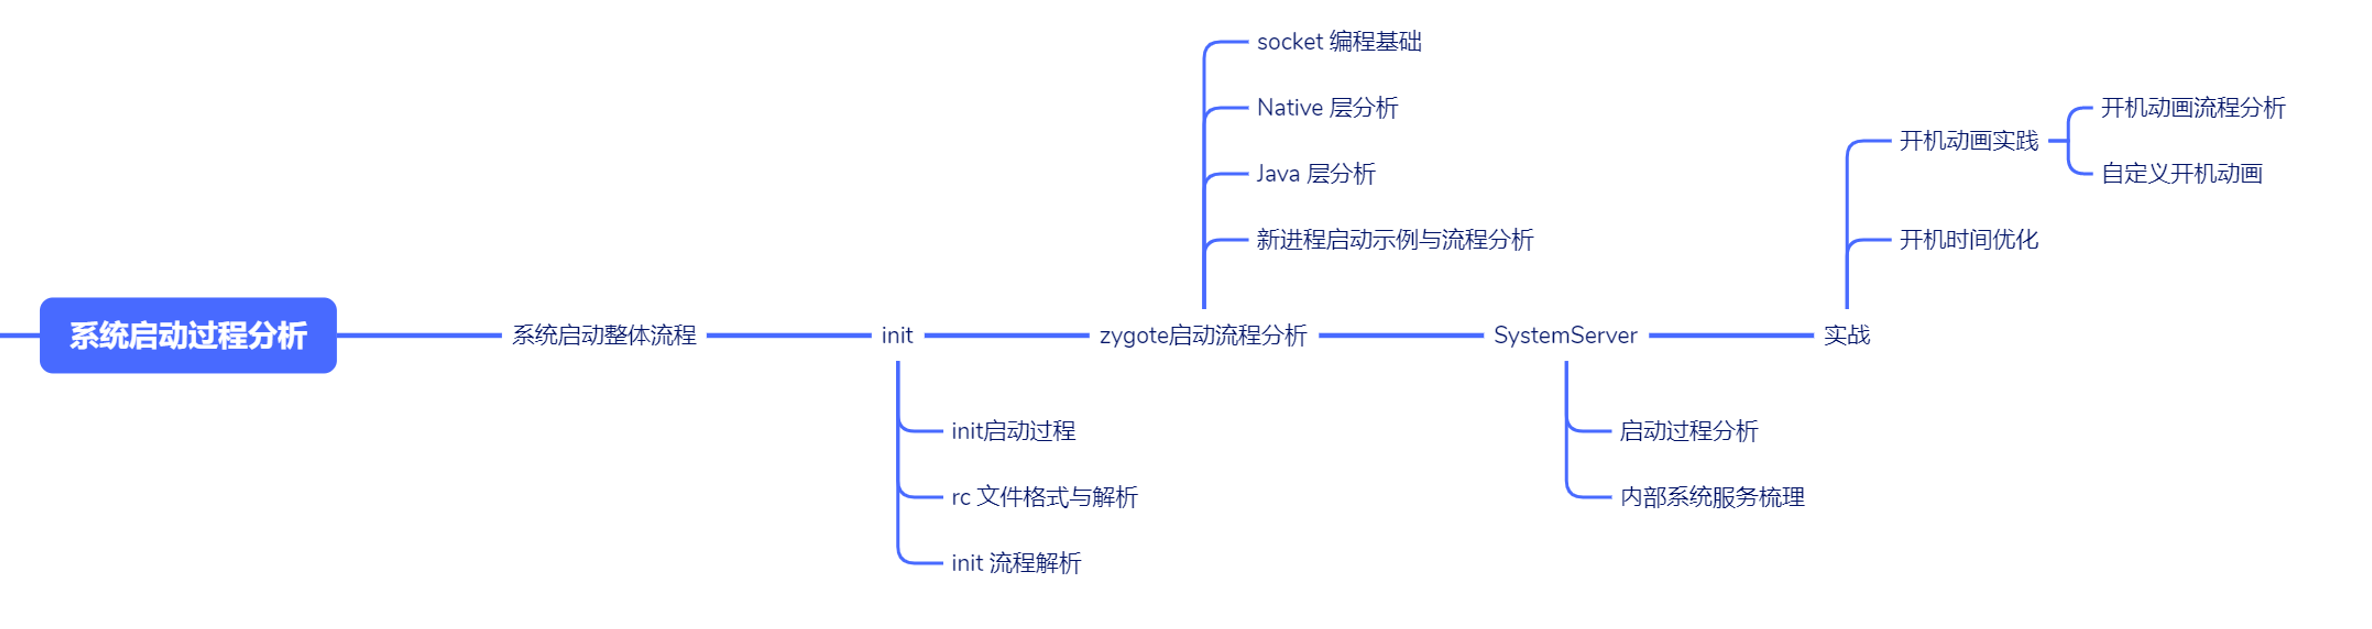 socket 编程基础
Native 层分析
Java 层分析
新进程启动示例与流程分析
开机动画实践
开机动画流程分析
自定义开机动画
开机时间优化
系统启动过程分析
系统启动整体流程
init
zygote启动流程分析
SystemServer
实战
init启动过程
rc 文件格式与解析
init 流程解析
启动过程分析
内部系统服务梳理